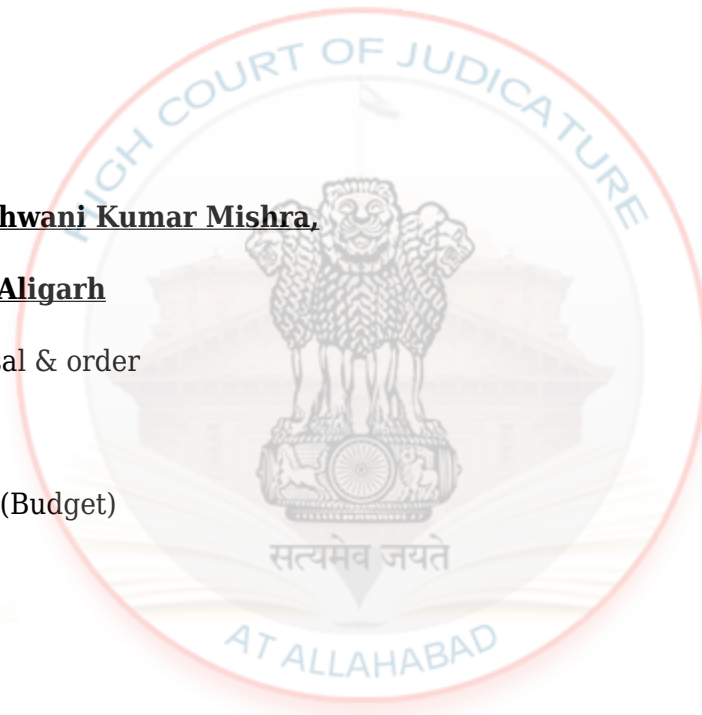 HIGH COURT OF JUDICATURE
hwani Kumar Mishra,
Aligarh
al & order
(Budget)
सत्यमेव जयते
AT ALLAHABAD